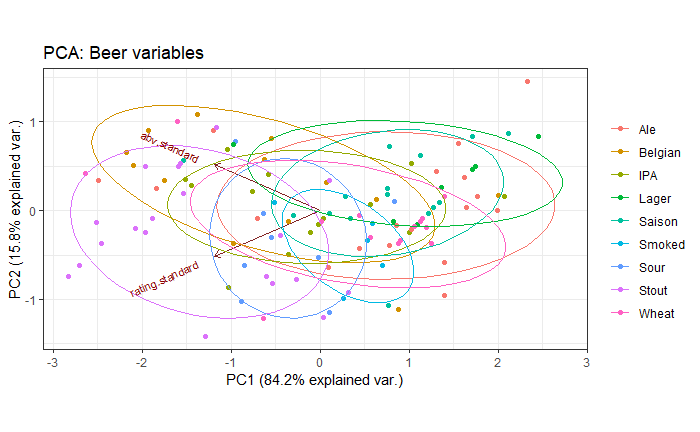 PCA: Beer variables
PC2 (15.8% explained var.)
1
0
-1
abv.standard
rating.standard
-3
-2
-1
0
1
2
3
PC1 (84.2% explained var.)
Ale
Belgian
IPA
Lager
Saison
Smoked
Sour
Stout
Wheat